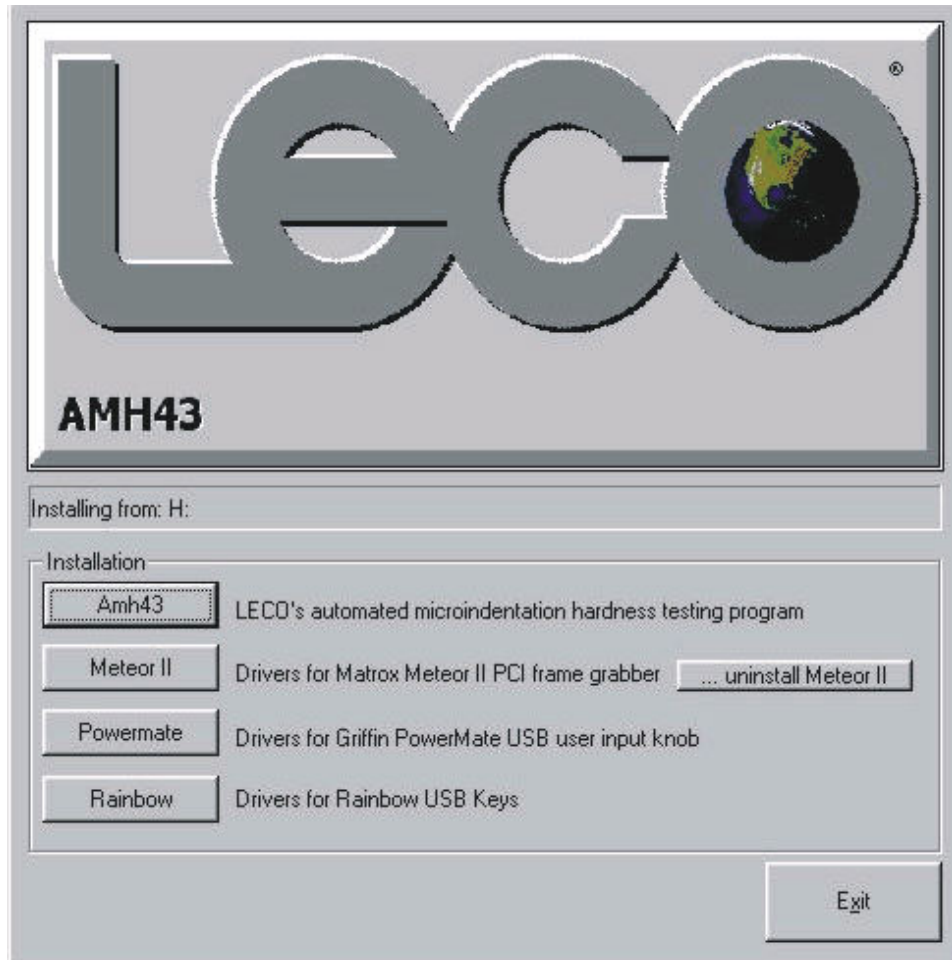 LECO ®
AMH43
Installing from: H:
Installation
Amh43 LECO's automated microindentation hardness testing program
Meteor II Drivers for Matrox Meteor II PCI frame grabber ... uninstall Meteor II
Powermate Drivers for Griffin PowerMate USB user input knob
Rainbow Drivers for Rainbow USB Keys
Exit